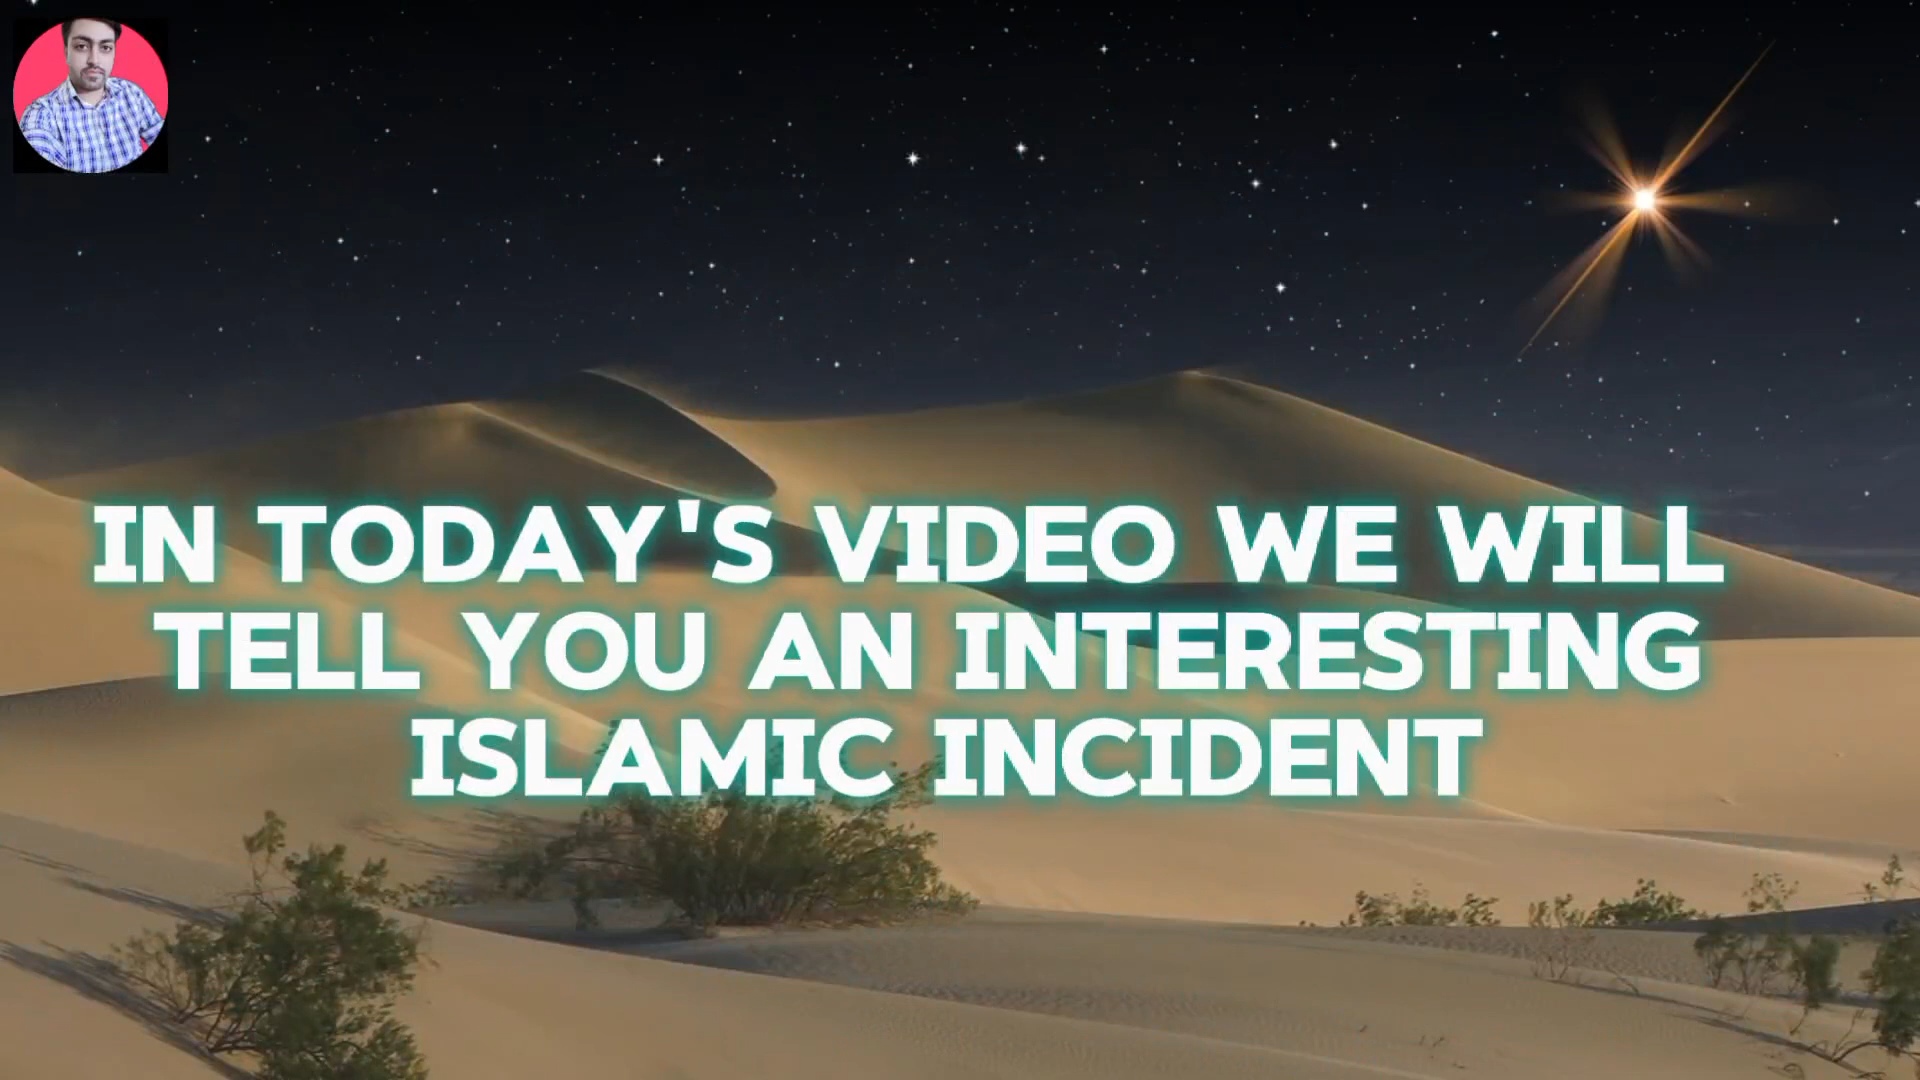 IN TODAY'S VIDEO WE WILL
TELL YOU AN INTERESTING
ISLAMIC INCIDENT